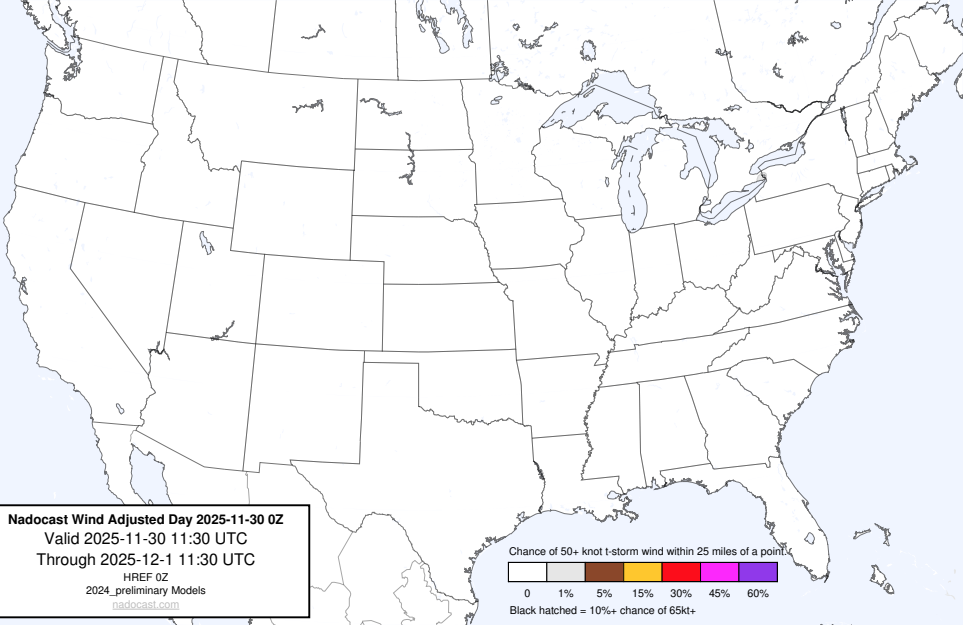 Nadocast Wind Adjusted Day 2025-11-30 0Z
Valid 2025-11-30 11:30 UTC
Through 2025-12-1 11:30 UTC
HREF 0Z
2024_preliminary Models
nadocast.com
Chance of 50+ knot t-storm wind within 25 miles of a point.
0 1% 5% 15% 30% 45% 60%
Black hatched = 10%+ chance of 65kt+